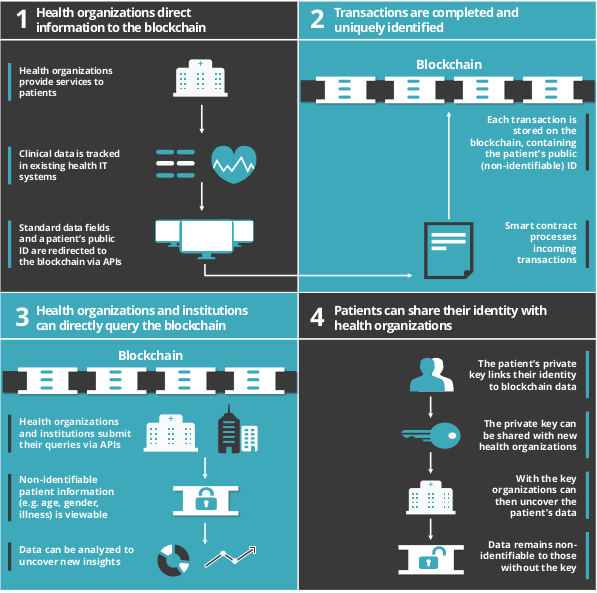 1 Health organizations direct
information to the blockchain
Health organizations
provide services to
patients
Clinical data is tracked
in existing health IT
systems
Standard data fields
and a patient's public
ID are redirected to
the blockchain via APIs
2 Transactions are completed and
uniquely identified
Blockchain
Each transaction is
stored on the
blockchain, containing
the patient's public
(non-identifiable) ID
Smart contract
processes
incoming
transactions
3 Health organizations and institutions
can directly query the blockchain
Blockchain
Health organizations
and institutions submit
their queries via APIs
Non-identifiable
patient information
(e.g. age, gender,
illness) is viewable
Data can be analyzed to
uncover new insights
4 Patients can share their identity with
health organizations
The patient's private
key links their identity
to blockchain data
The private key can
be shared with new
health organizations
With the key
organizations can
then uncover the
patient's data
Data remains non-
identifiable to those
without the key